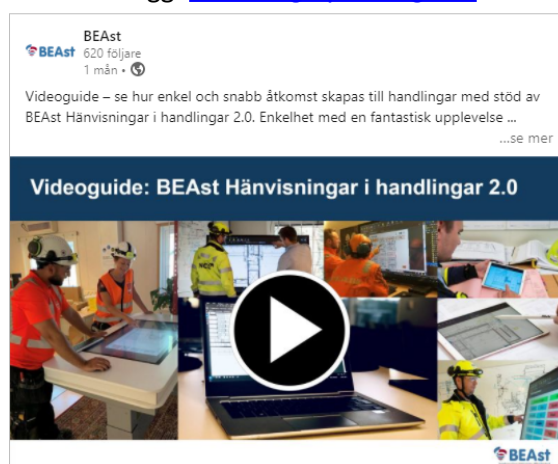 BEAst
BEAst
620 följare
1 mån •
Videoguide – se hur enkel och snabb åtkomst skapas till handlingar med stöd av
BEAst Hänvisningar i handlingar 2.0. Enkelhet med en fantastisk upplevelse ...
...se mer
Videoguide: BEAst Hänvisningar i handlingar 2.0
BEAst